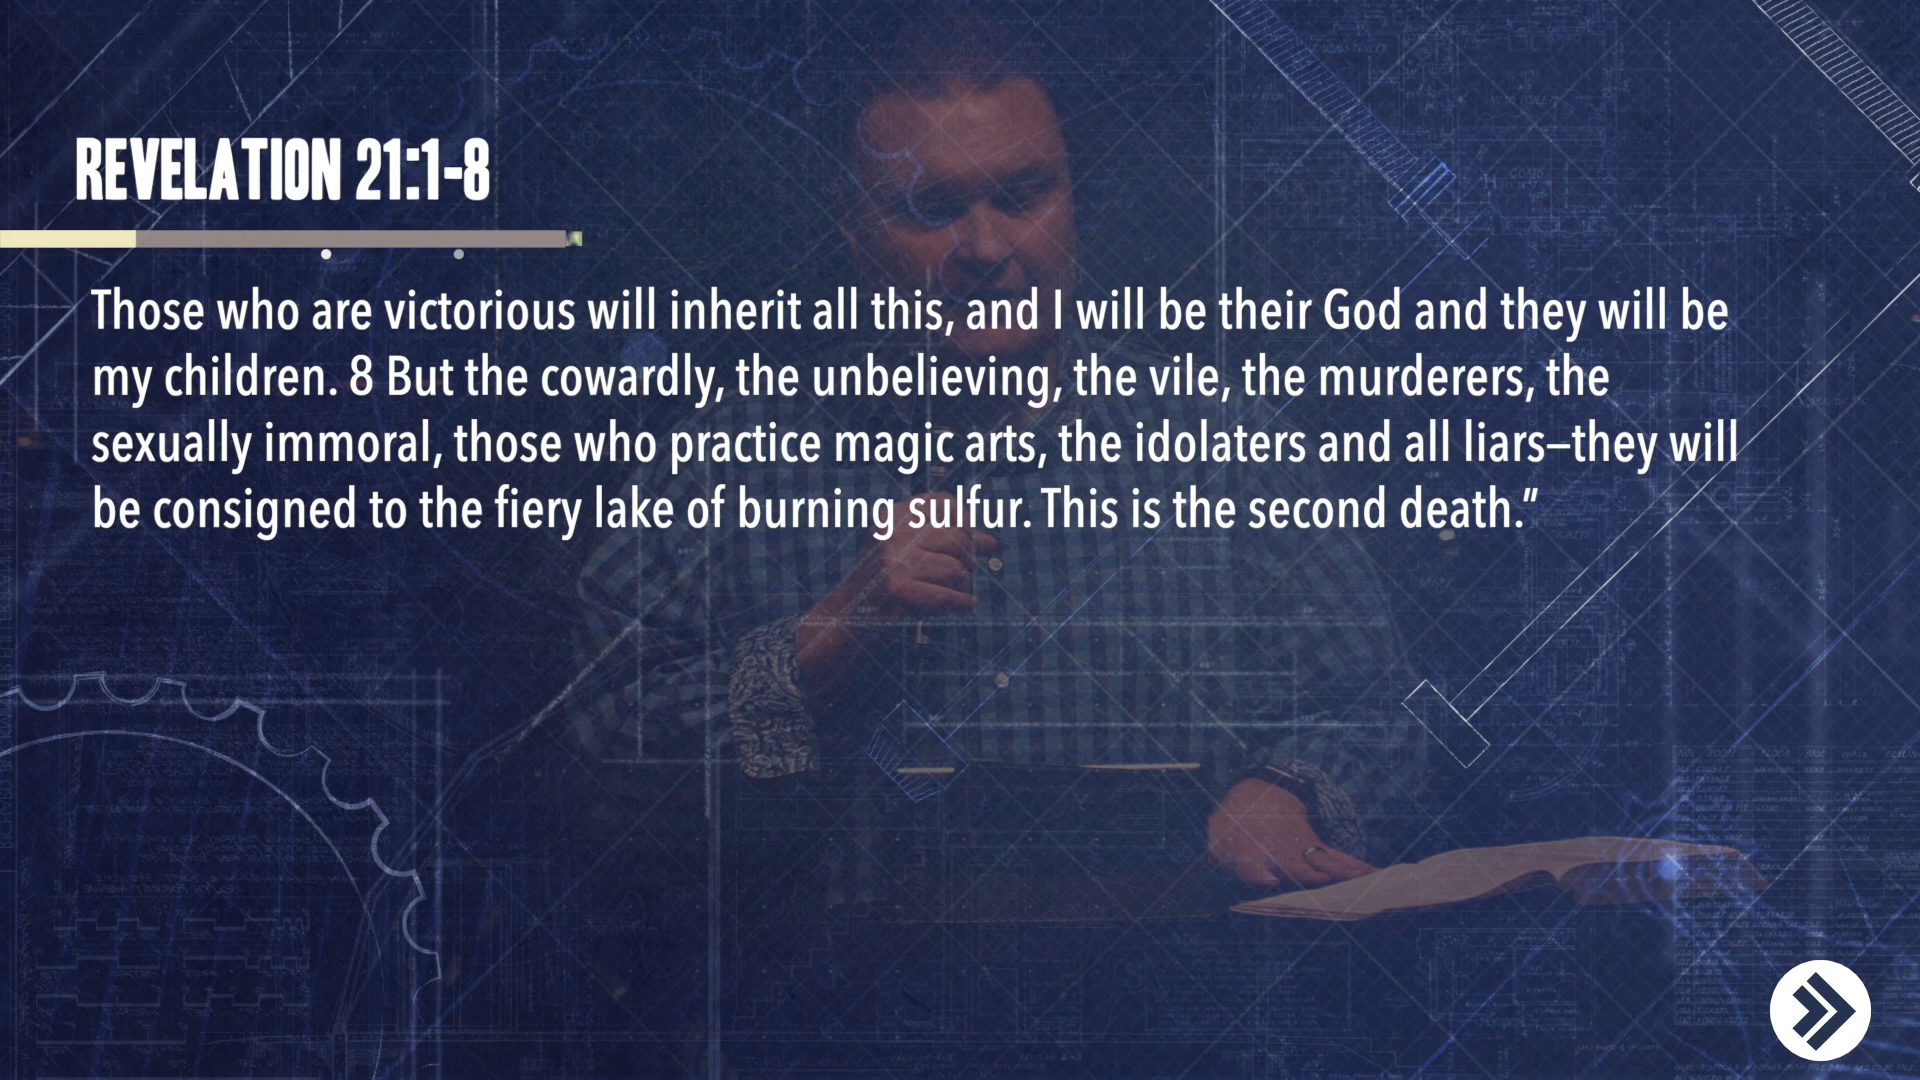 REVELATION 21:1-8
Those who are victorious will inherit all this, and I will be their God and they will be
my children. 8 But the cowardly, the unbelieving, the vile, the murderers, the
sexually immoral, those who practice magic arts, the idolaters and all liars—they will
be consigned to the fiery lake of burning sulfur. This is the second death.”